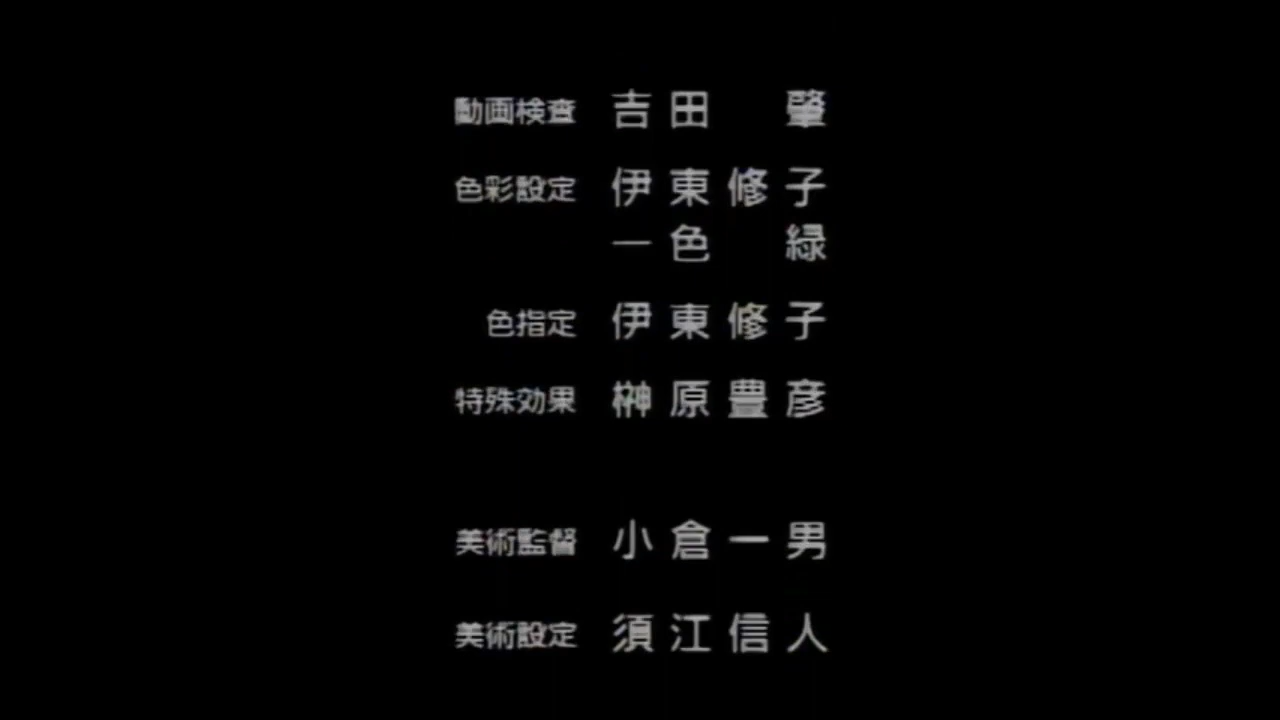 動画検査 吉田 肇
色彩設定 伊東修子
一色 緑
色指定 伊東修子
特殊効果 榊原豊彦
美術監督 小倉一男
美術設定 須江信人